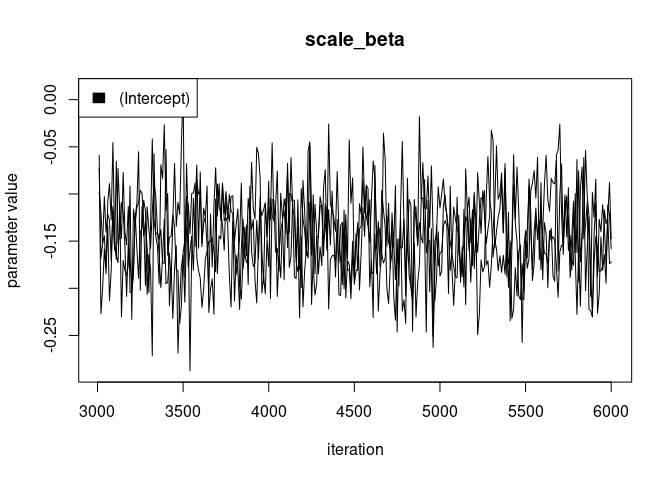 scale_beta
(Intercept)
0.00
-0.05
-0.15
-0.25
parameter value
3000 3500 4000 4500 5000 5500 6000
iteration